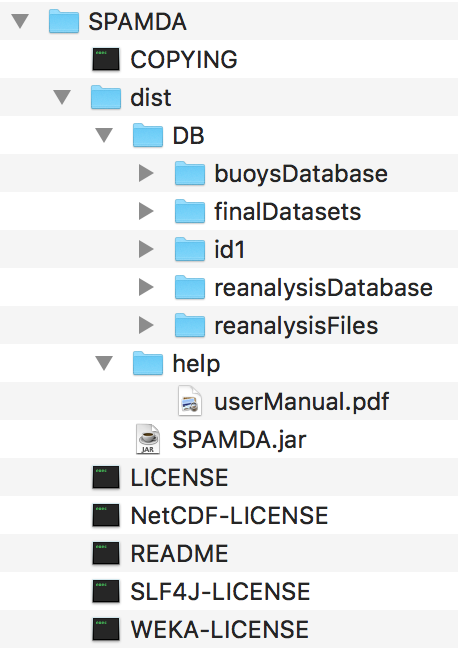 SPAMDA
COPYING
dist
DB
buoysDatabase
finalDatasets
id1
reanalysisDatabase
reanalysisFiles
help
userManual.pdf
JAR
SPAMDA.jar
LICENSE
NetCDF-LICENSE
README
SLF4J-LICENSE
WEKA-LICENSE